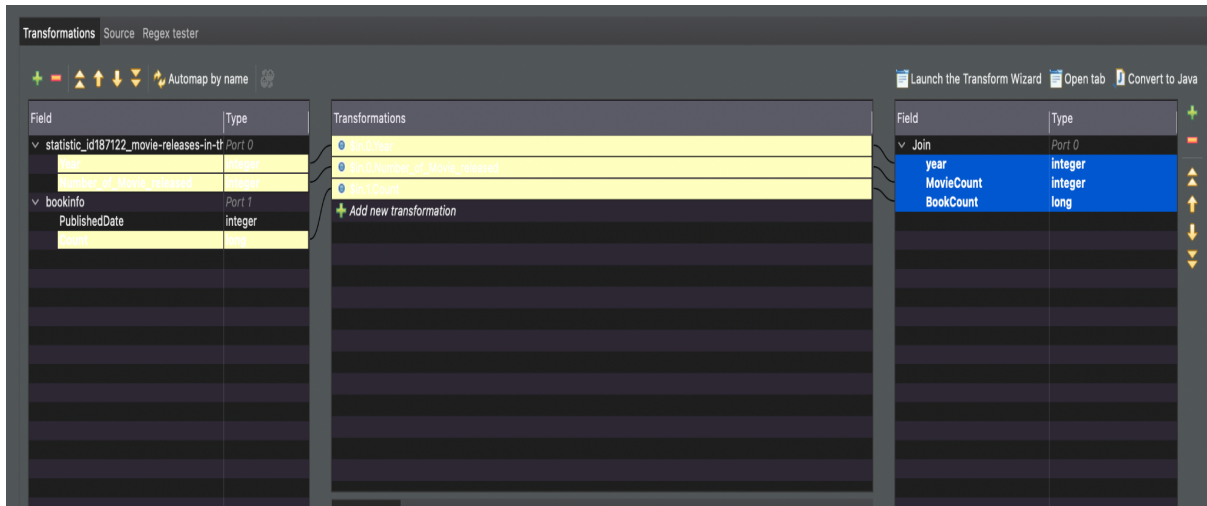 Transformations Source Regex tester
Automap by name Launch the Transform Wizard Open tab Convert to Java
Field Type Transformations Field Type
statistic_id187122_movie-releases-in-th Port 0 Join Port 0
Year integer year integer
MovieCount integer
BookCount long
bookinfo Port 1
PublishedDate integer
Add new transformation